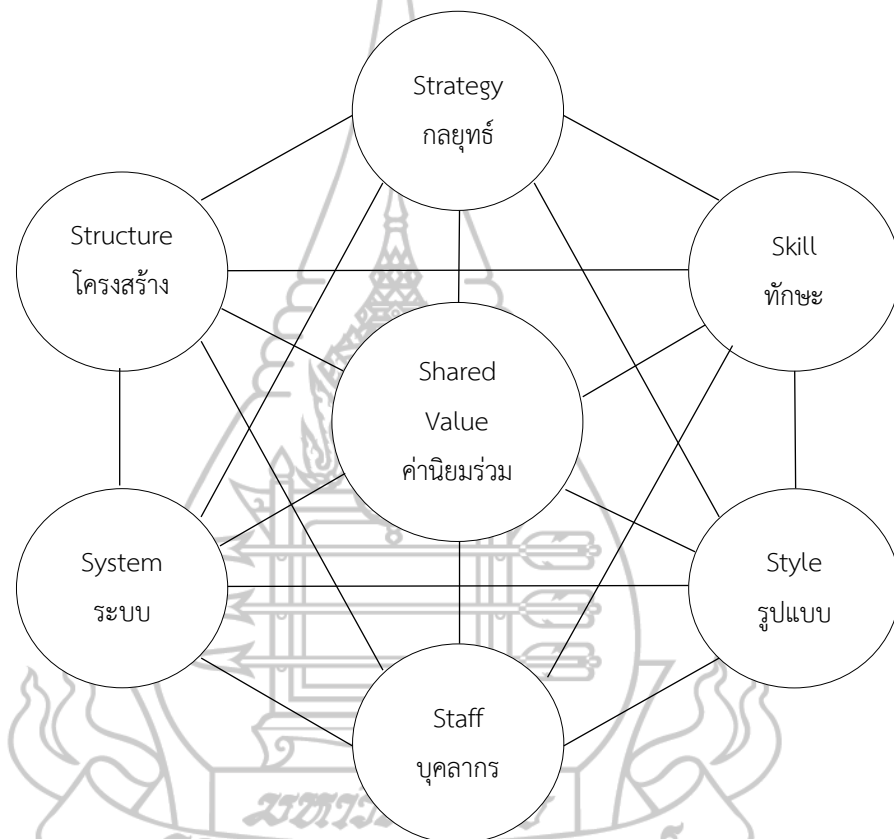 Strategy
กลยุทธ์
Structure
โครงสร้าง
Skill
ทักษะ
Shared
Value
ค่านิยมร่วม
System
ระบบ
Style
รูปแบบ
Staff
บุคลากร